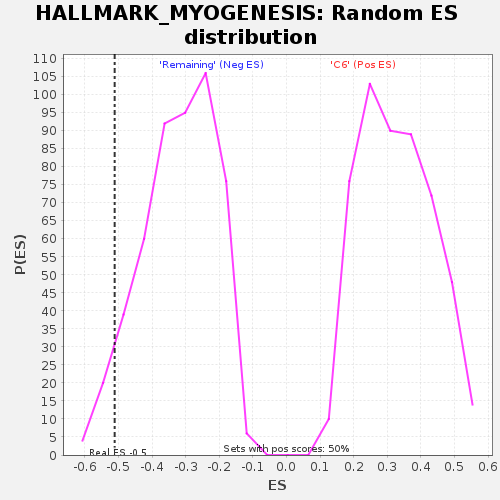 HALLMARK_MYOGENESIS: Random ES
distribution
'Remaining' (Neg ES)
'C6' (Pos ES)
P(ES)
110
105
100
95
90
85
80
75
70
65
60
55
50
45
40
35
30
25
20
15
10
5
0
Real ES -0.5
Sets with pos scores: 50%
-0.6 -0.5 -0.4 -0.3 -0.2 -0.1 0.0 0.1 0.2 0.3 0.4 0.5 0.6
ES